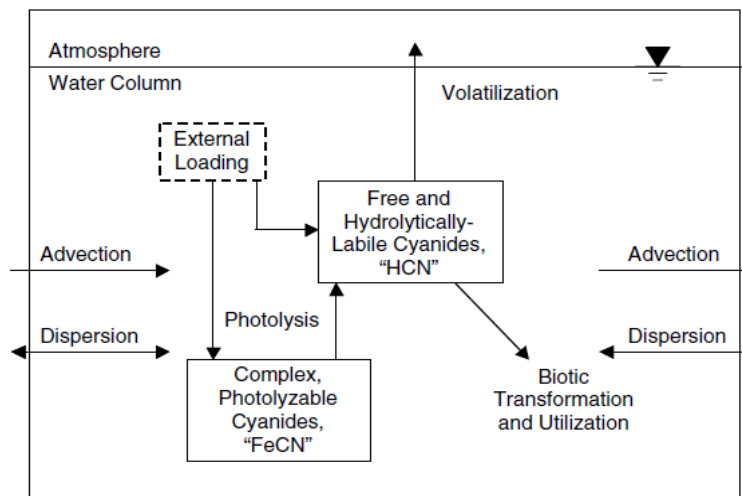 Atmosphere
Water Column
Volatilization
External
Loading
Free and
Hydrolytically-
Labile Cyanides,
“HCN”
Advection
Advection
Photolysis
Dispersion
Dispersion
Complex,
Photolyzable
Cyanides,
“FeCN”
Biotic
Transformation
and Utilization